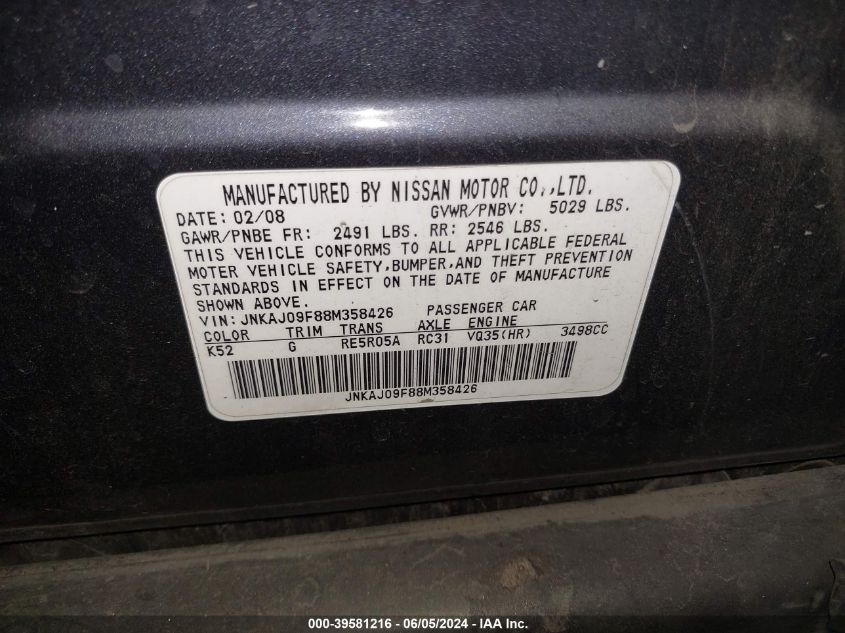 MANUFACTURED BY NISSAN MOTOR CO.,LTD.
DATE: 02/08 GVWR/PNBV: 5029 LBS.
GAWR/PNBE FR: 2491 LBS. RR: 2546 LBS.
THIS VEHICLE CONFORMS TO ALL APPLICABLE FEDERAL
MOTER VEHICLE SAFETY,BUMPER,AND THEFT PREVENTION
STANDARDS IN EFFECT ON THE DATE OF MANUFACTURE
SHOWN ABOVE.
VIN:JNKAJ09F88M358426 PASSENGER CAR
COLOR TRIM TRANS AXLE ENGINE
K52 G RE5R05A RC31 VQ35(HR) 3498CC
JNKAJ09F88M358426
000-39581216 - 06/05/2024 - IAA Inc.